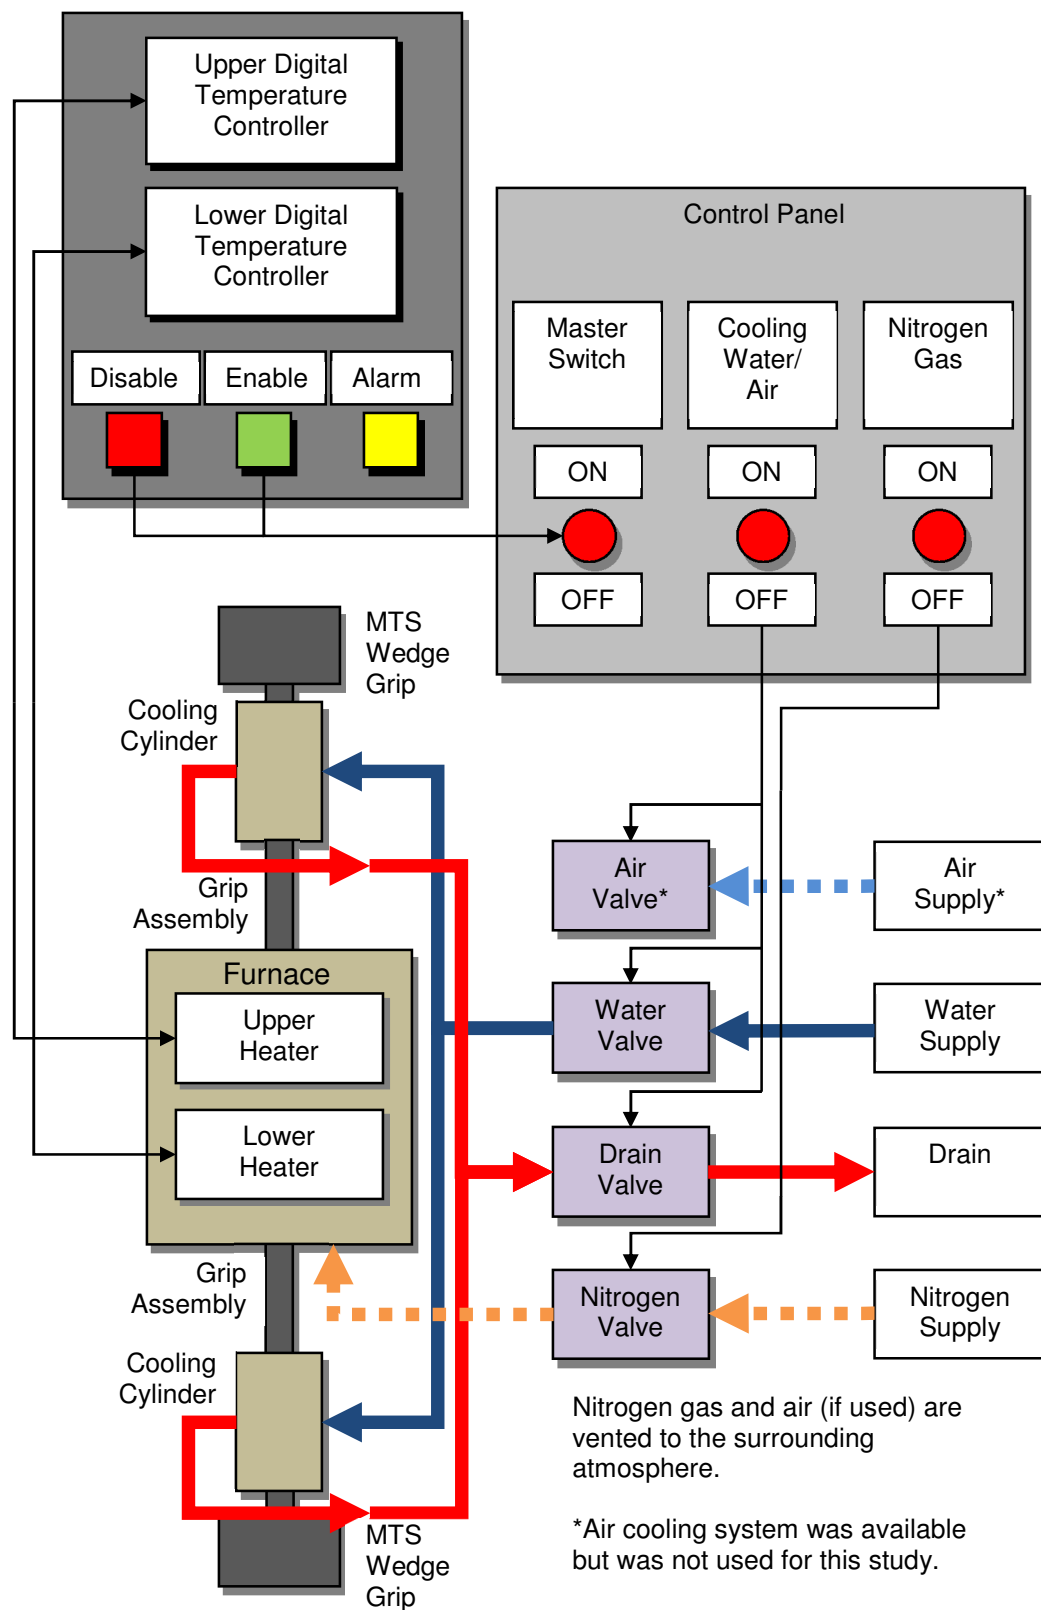 Upper Digital
Temperature
Controller
Lower Digital
Temperature
Controller
Disable
Enable
Alarm
Control Panel
Master
Switch
Cooling
Water/
Air
Nitrogen
Gas
ON
ON
ON
OFF
OFF
OFF
MTS
Wedge
Grip
Cooling
Cylinder
Grip
Assembly
Air
Valve*
Air
Supply*
Furnace
Upper
Heater
Water
Valve
Water
Supply
Lower
Heater
Drain
Valve
Drain
Grip
Assembly
Nitrogen
Valve
Nitrogen
Supply
Cooling
Cylinder
Nitrogen gas and air (if used) are
vented to the surrounding
atmosphere.
*Air cooling system was available
but was not used for this study.
MTS
Wedge
Grip